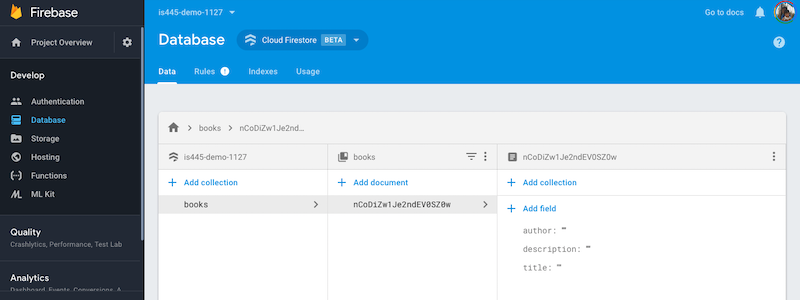 Firebase
is445-demo-1127
Go to docs
Project Overview
Database
Cloud Firestore BETA
Develop
Data Rules Indexes Usage
Authentication
Database
Storage
Hosting
Functions
ML Kit
books nCoDiZw1Je2nd…
is445-demo-1127
books
nCoDiZw1Je2ndEV0SZ0w
Add collection
Add document
Add collection
books
nCoDiZw1Je2ndEV0SZ0w
Add field
author: ""
description: ""
title: ""
Quality
Crashlytics, Performance, Test Lab
Analytics
Dashboard, Events, Conversions, A…